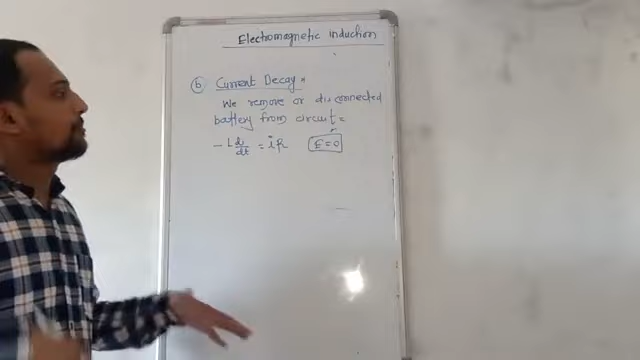 Electromagnetic Induction
(b) Current Decay :
We remove or disconnected
battery from circuit =
- L di/dt = iR E = 0